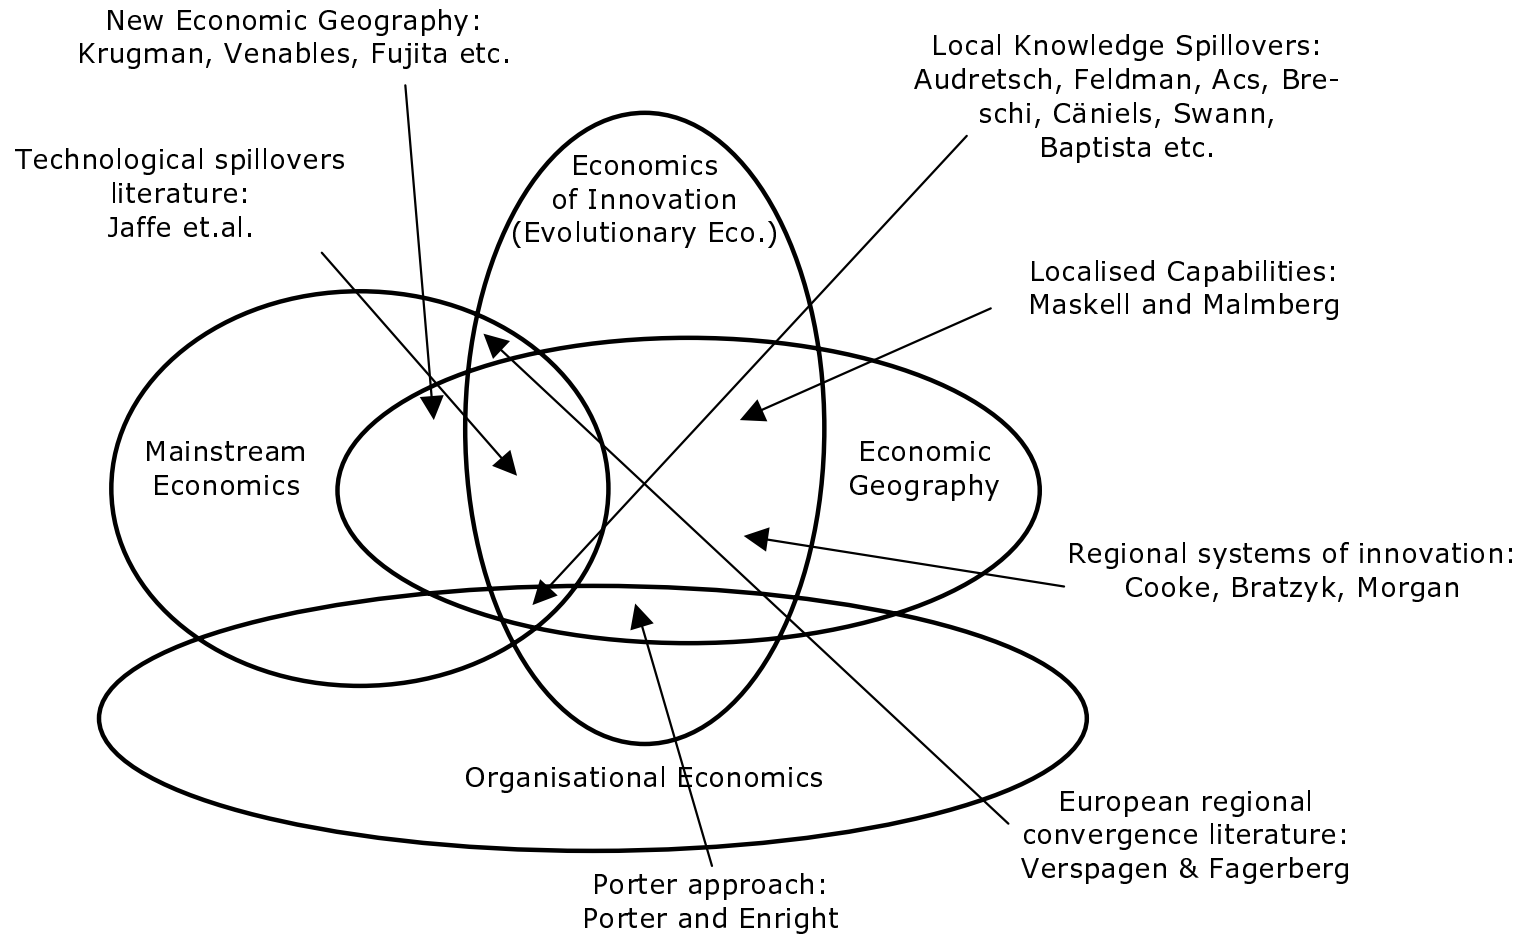 New Economic Geography:
Krugman, Venables, Fujita etc.
Local Knowledge Spillovers:
Audretsch, Feldman, Acs, Bre-
schi, Cäniels, Swann,
Baptista etc.
Technological spillovers
literature:
Jaffe et.al.
Economics
of Innovation
(Evolutionary Eco.)
Localised Capabilities:
Maskell and Malmberg
Mainstream
Economics
Economic
Geography
Regional systems of innovation:
Cooke, Bratzyk, Morgan
Organisational Economics
European regional
convergence literature:
Verspagen & Fagerberg
Porter approach:
Porter and Enright